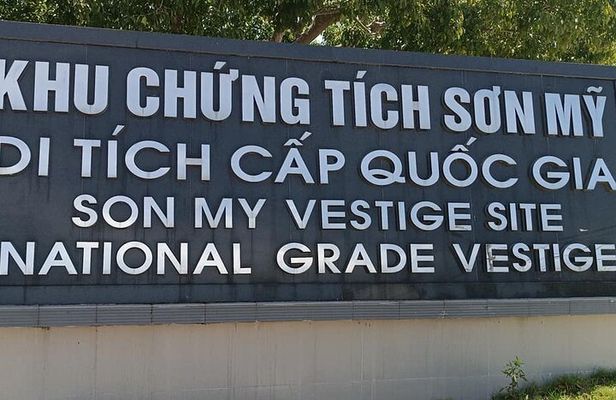 KHU CHỨNG TÍCH SƠN MỸ
DI TÍCH CẤP QUỐC GIA
SON MY VESTIGE SITE
NATIONAL GRADE VESTIGE